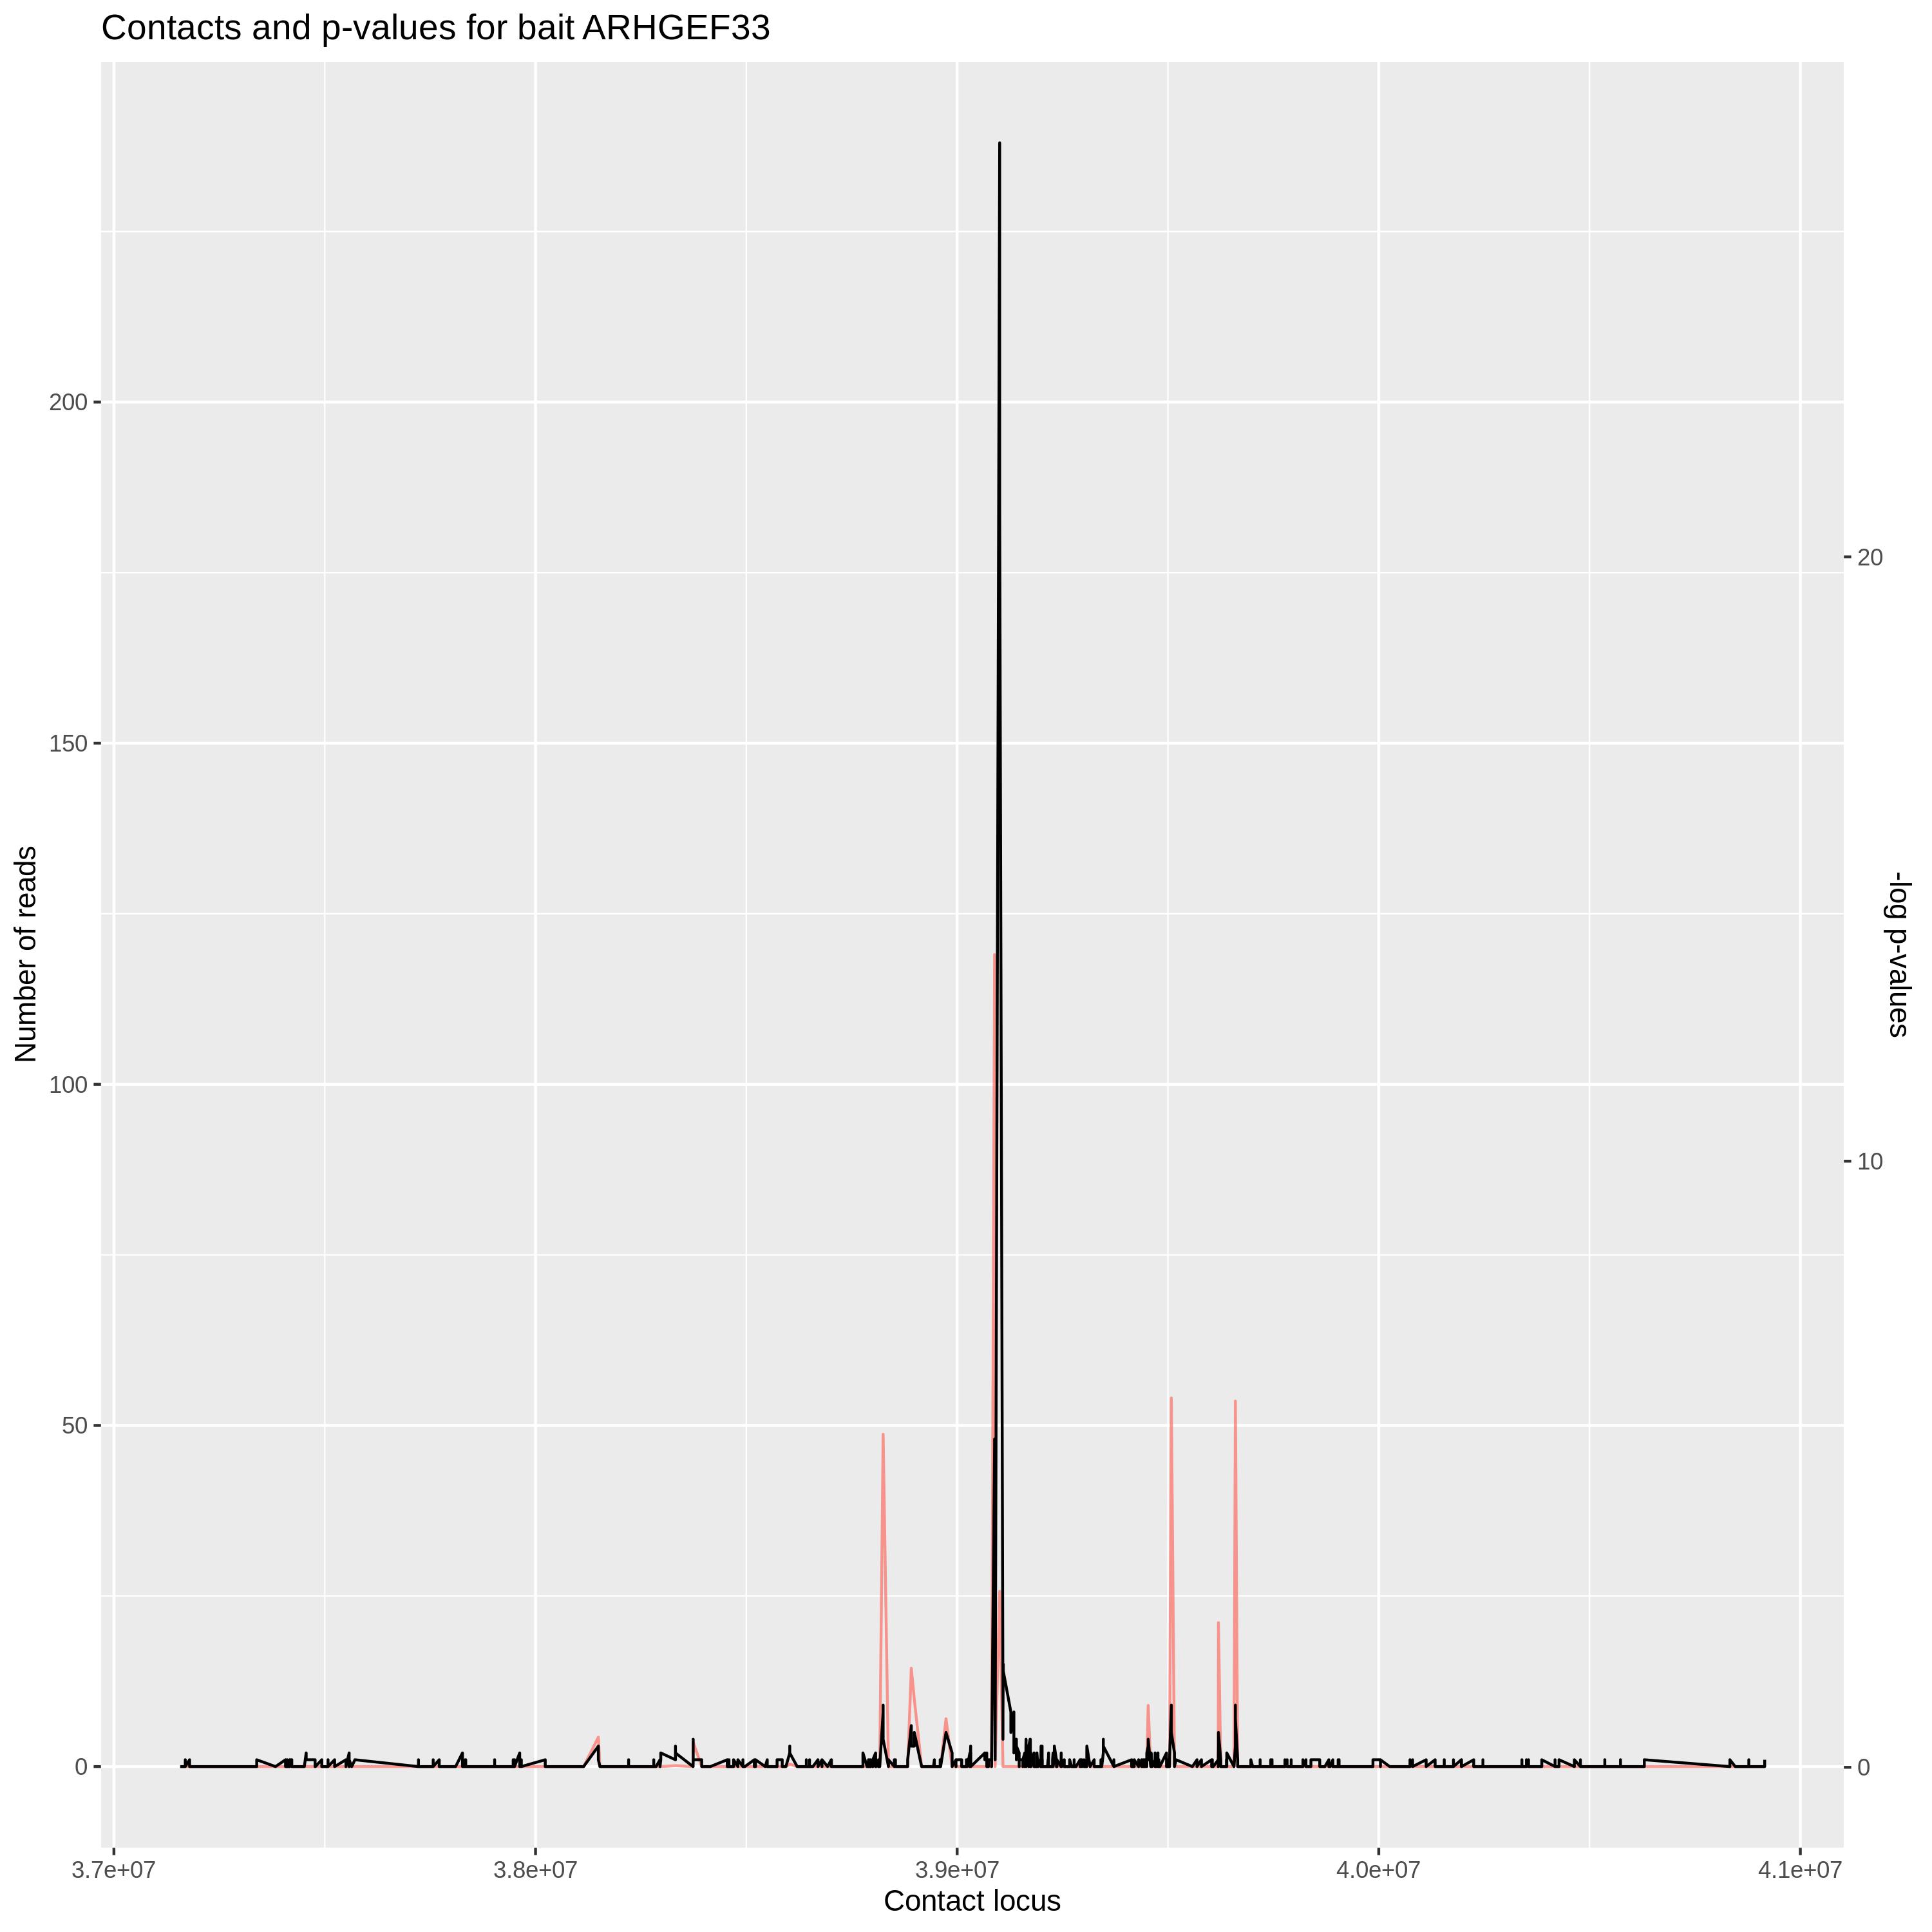 Contacts and p-values for bait ARHGEF33
Number of reads
200
150
100
50
0
20
10
0
-log p-values
3.7e+07
3.8e+07
3.9e+07
4.0e+07
4.1e+07
Contact locus